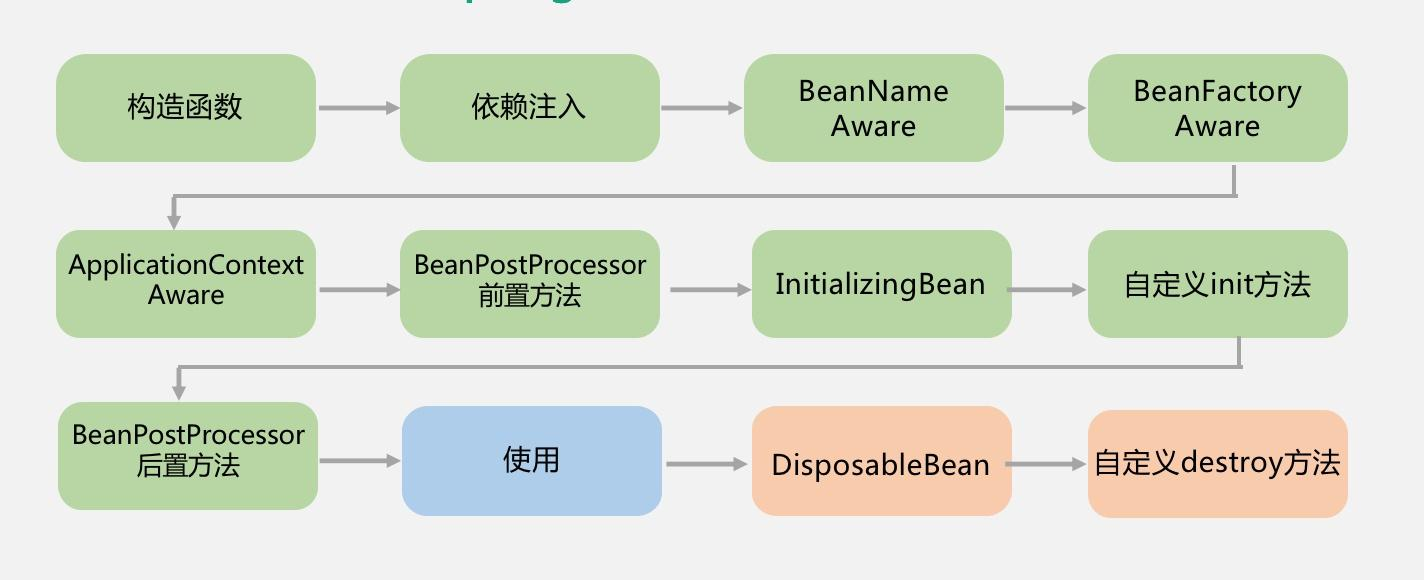 构造函数
依赖注入
BeanName
Aware
BeanFactory
Aware
ApplicationContext
Aware
BeanPostProcessor
前置方法
InitializingBean
自定义init方法
BeanPostProcessor
后置方法
使用
DisposableBean
自定义destroy方法